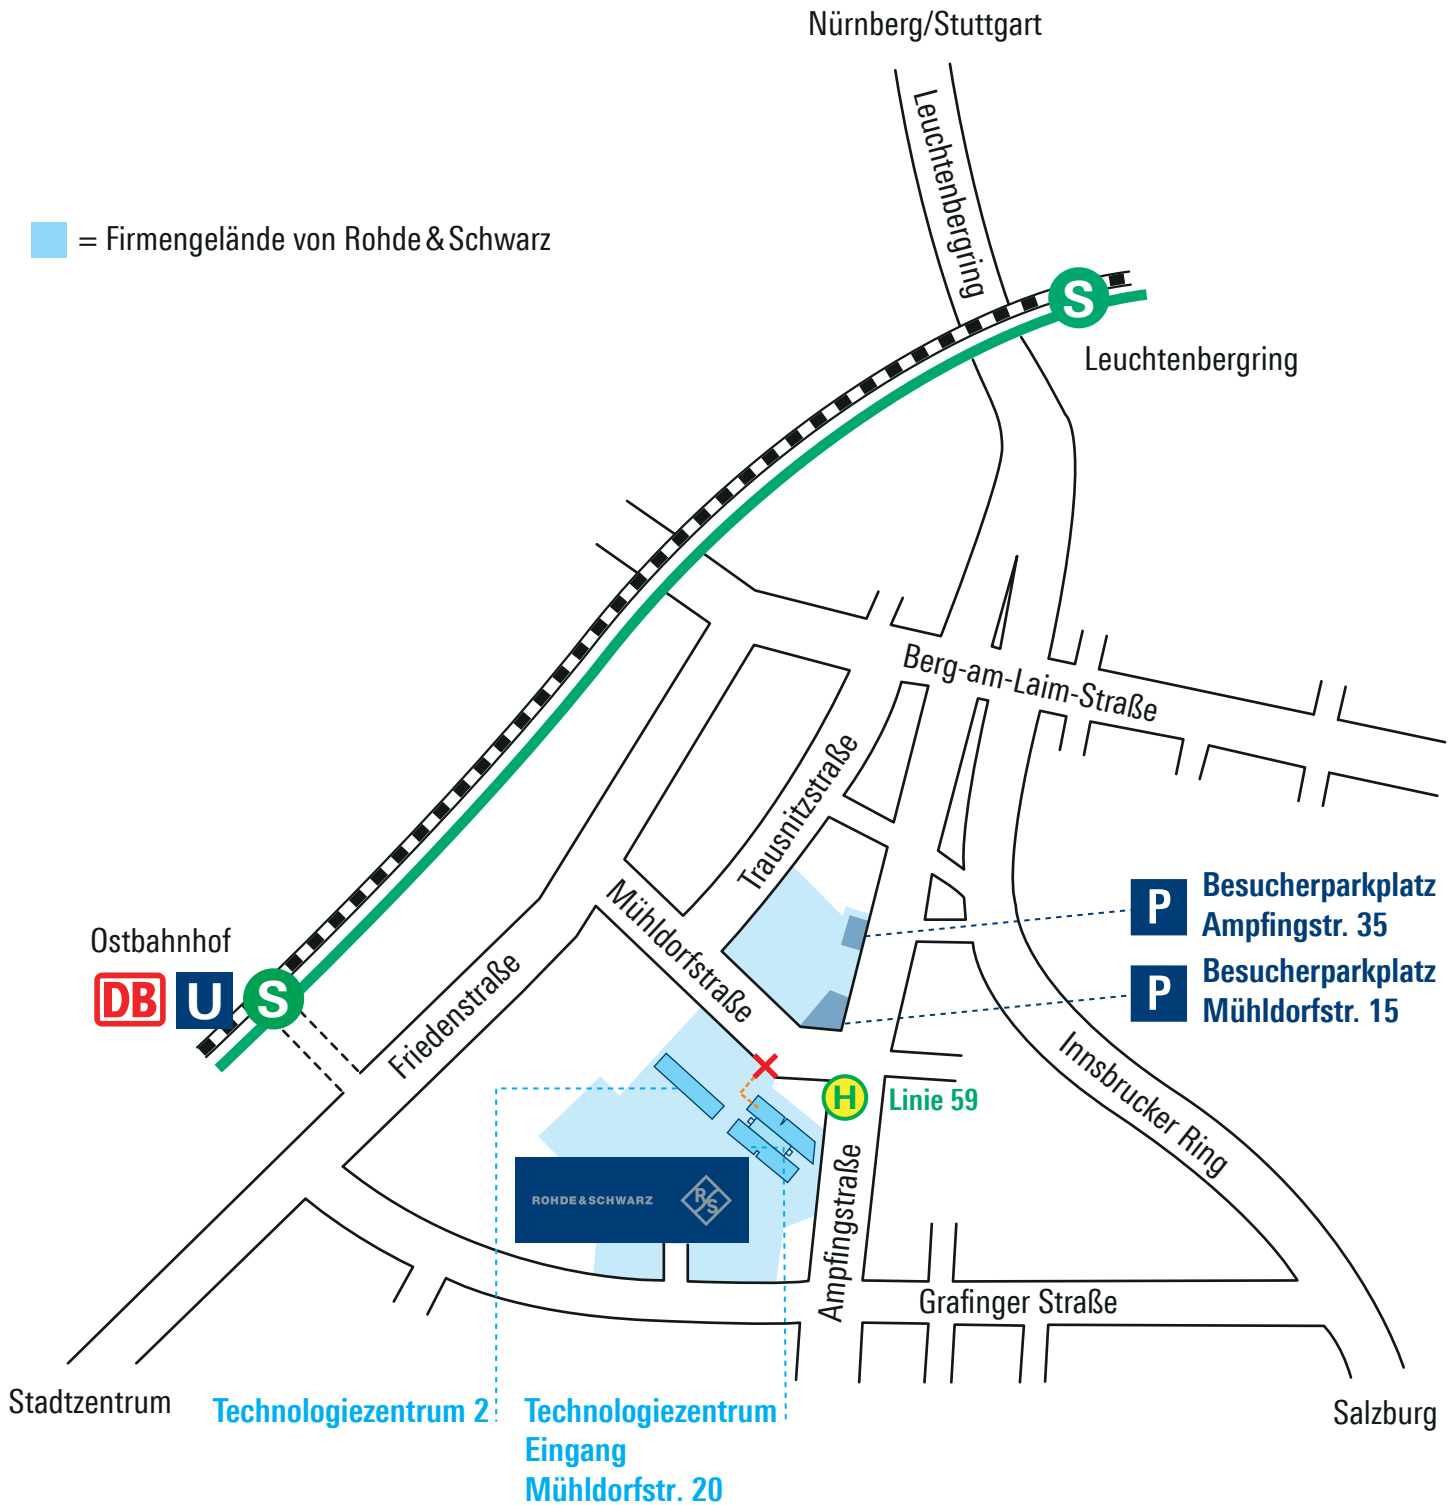 Nürnberg/Stuttgart
Leuchtenbergring
= Firmengelände von Rohde & Schwarz
S
Leuchtenbergring
Berg-am-Laim-Straße
Trausnitzstraße
Mühldorfstraße
P Besucherparkplatz
Ampfingstr. 35
P Besucherparkplatz
Mühldorfstr. 15
Ostbahnhof
DB U S
Friedenstraße
Innsbrucker Ring
H Linie 59
Ampfingstraße
ROHDE & SCHWARZ R S
Grafinger Straße
Stadtzentrum
Technologiezentrum 2
Technologiezentrum
Eingang
Mühldorfstr. 20
Salzburg